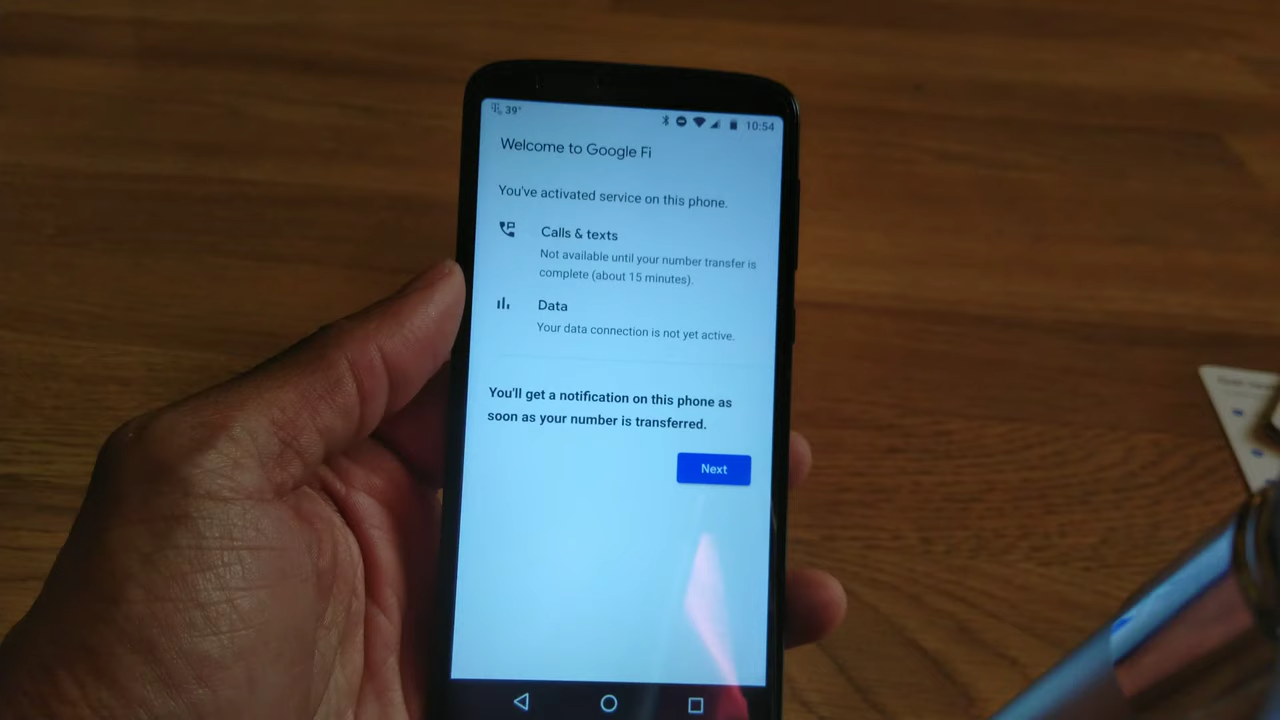 39°
10:54
Welcome to Google Fi
You've activated service on this phone.
Calls & texts
Not available until your number transfer is
complete (about 15 minutes).
Data
Your data connection is not yet active.
You'll get a notification on this phone as
soon as your number is transferred.
Next